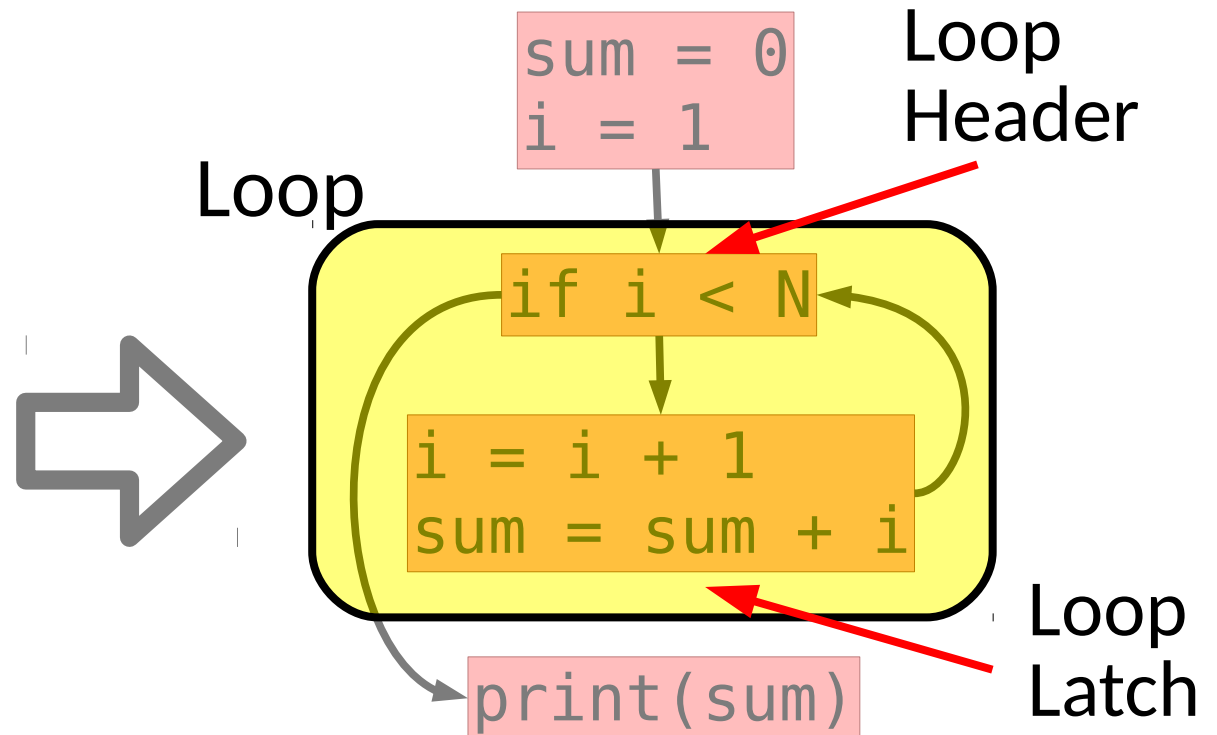 sum = 0
i = 1
Loop
Header
Loop
if i < N
i = i + 1
sum = sum + i
Loop
Latch
print(sum)